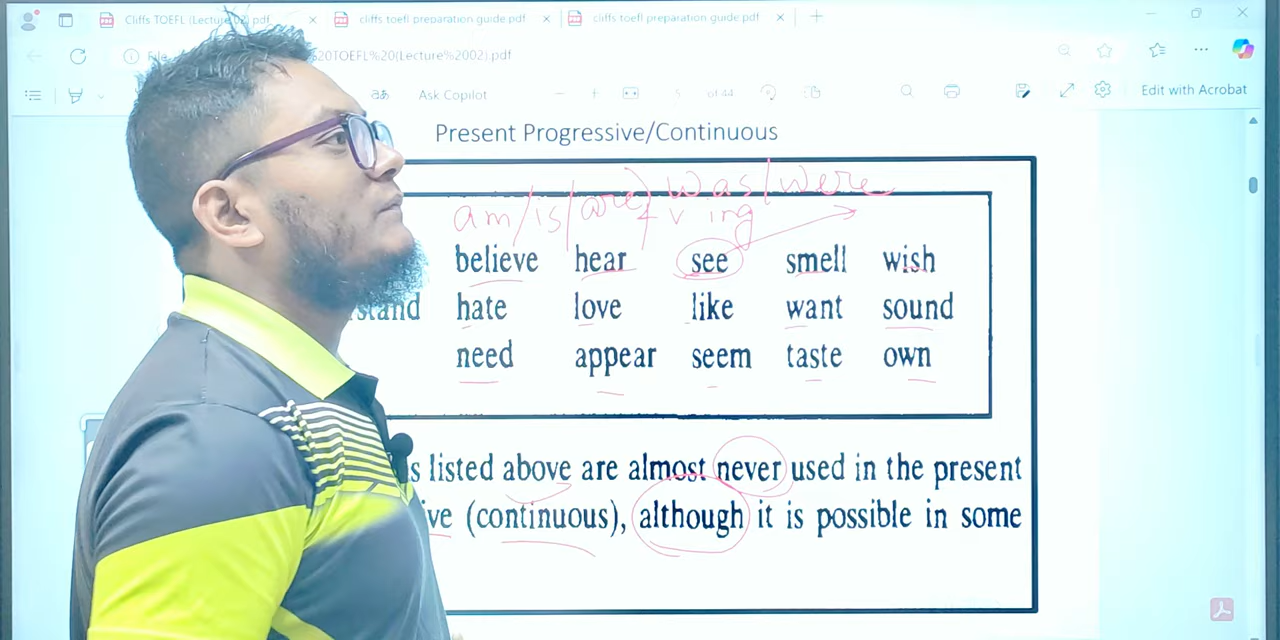 Cliffs TOEFL (Lecture 02).pdf
cliffs toefl preparation guide.pdf
cliffs toefl preparation guide.pdf
File
%20TOEFL%20(Lecture%2002).pdf
Ask Copilot
5 of 44
Edit with Acrobat
Present Progressive/Continuous
am/is/are, was/were
+ v ing
believe hear see smell wish
stand hate love like want sound
need appear seem taste own
s listed above are almost never used in the present
ive (continuous), although it is possible in some